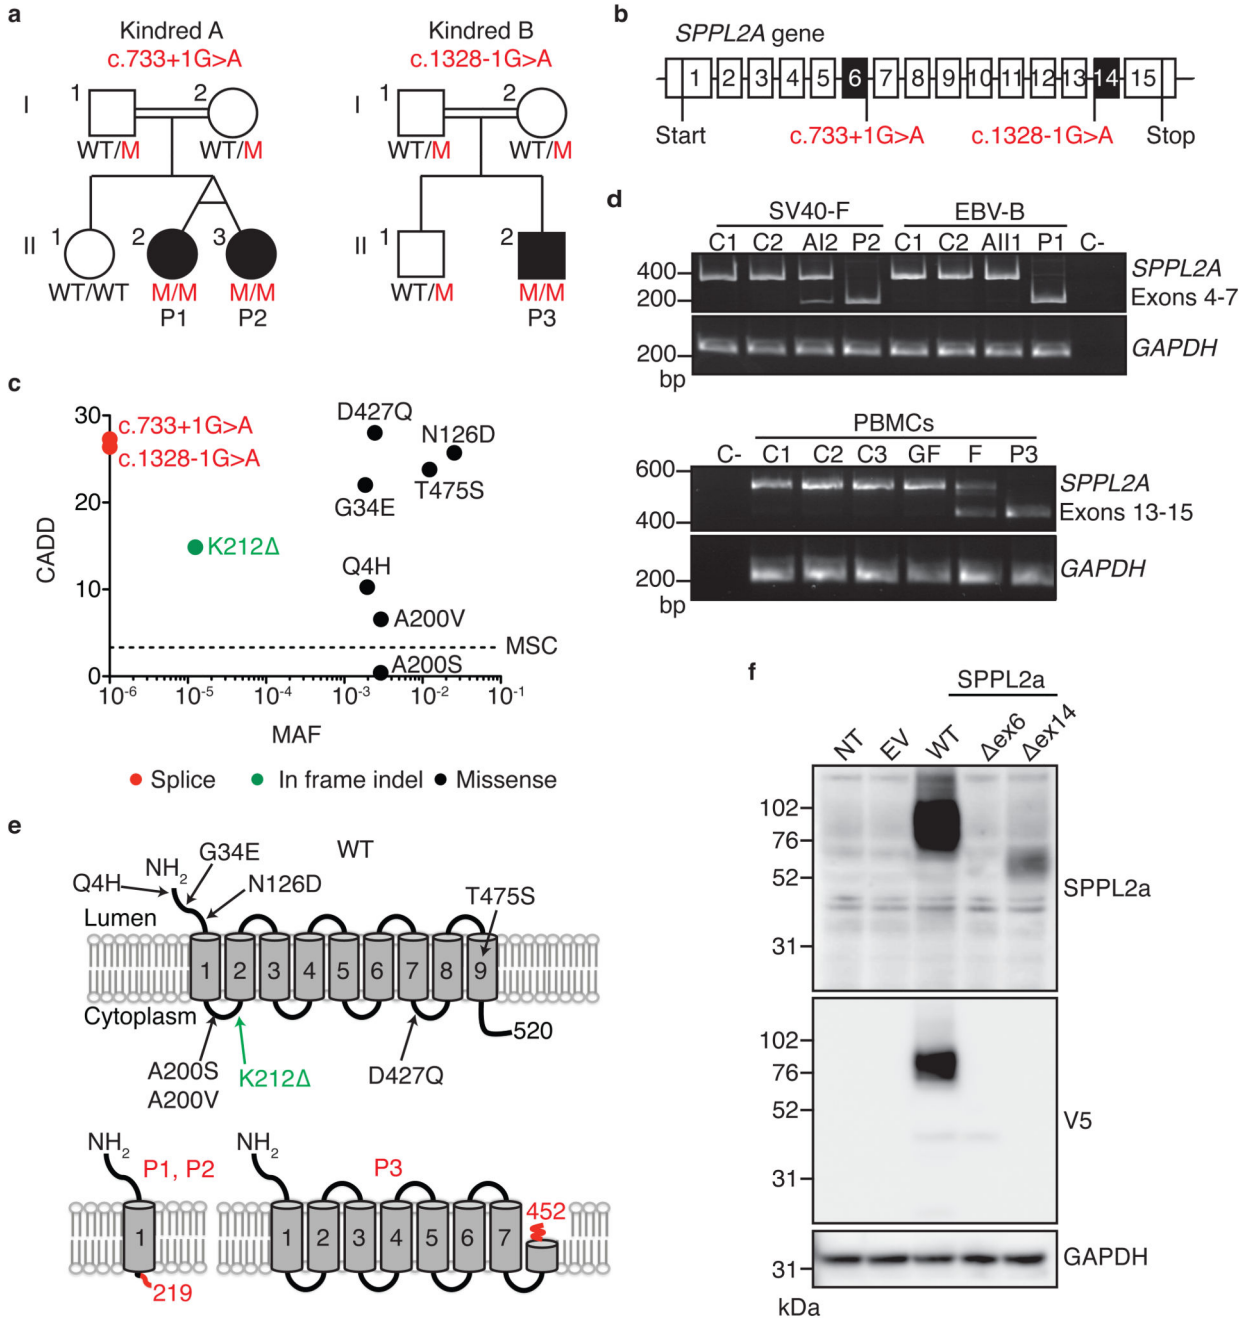 a
Kindred A
c.733+1G>A
Kindred B
c.1328-1G>A
I
1
2
1
2
WT/M
WT/M
WT/M
WT/M
II
1
2
3
II
1
2
WT/WT
M/M
M/M
WT/M
M/M
P1
P2
P3
b
SPPL2A gene
1 2 3 4 5 6 7 8 9 10 11 12 13 14 15
Start
c.733+1G>A
c.1328-1G>A
Stop
c
30
20
10
0
CADD
c.733+1G>A
c.1328-1G>A
K212Δ
D427Q
N126D
T475S
G34E
Q4H
A200V
MSC
A200S
10-6
10-5
10-4
10-3
10-2
10-1
MAF
Splice
In frame indel
Missense
d
SV40-F
EBV-B
C1 C2 AI2 P2 C1 C2 AII1 P1 C-
400
200
SPPL2A
Exons 4-7
200
GAPDH
bp
PBMCs
C- C1 C2 C3 GF F P3
600
400
SPPL2A
Exons 13-15
200
GAPDH
bp
e
WT
NH2
Q4H
G34E
N126D
T475S
Lumen
1 2 3 4 5 6 7 8 9
Cytoplasm
520
A200S
A200V
K212Δ
D427Q
NH2
P1, P2
1
219
NH2
P3
452
1 2 3 4 5 6 7
f
SPPL2a
NT
EV
WT
Δex6
Δex14
102
76
52
31
SPPL2a
102
76
52
31
V5
31
GAPDH
kDa